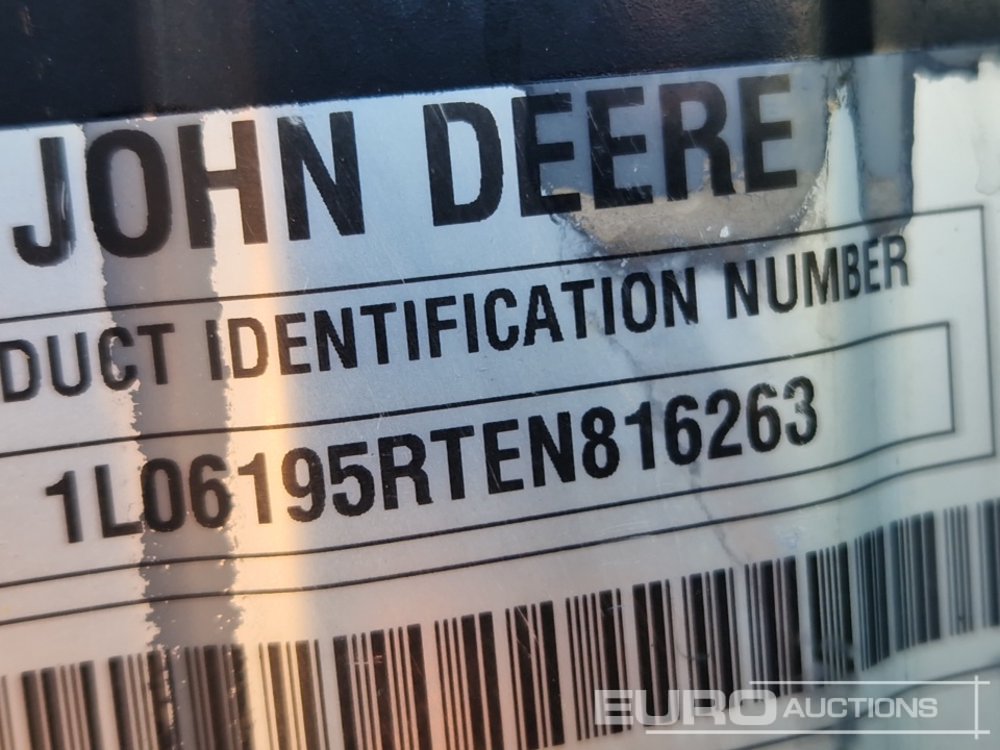 JOHN DEERE
DUCT IDENTIFICATION NUMBER
1L06195RTEN816263
EURO AUCTIONS